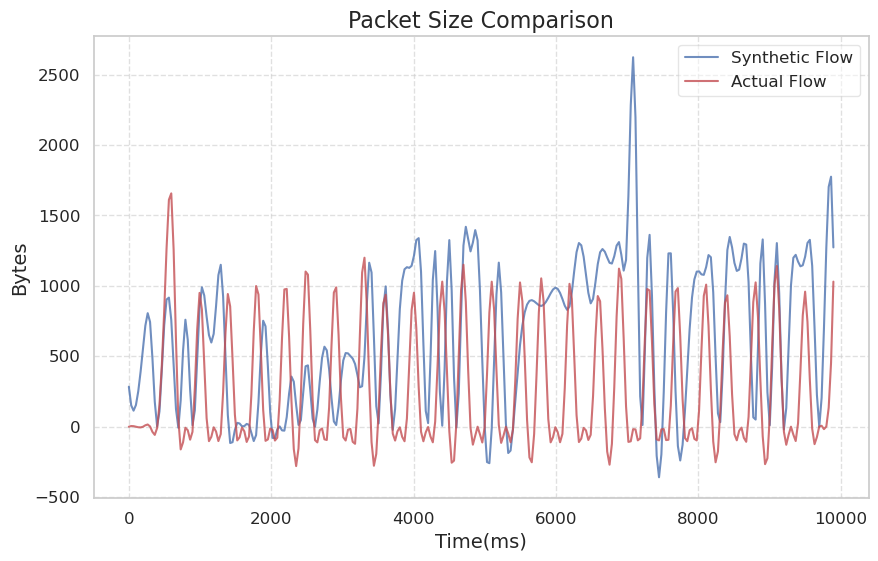 Packet Size Comparison
Synthetic Flow
Actual Flow
2500
2000
1500
1000
500
0
−500
Bytes
0 2000 4000 6000 8000 10000
Time(ms)